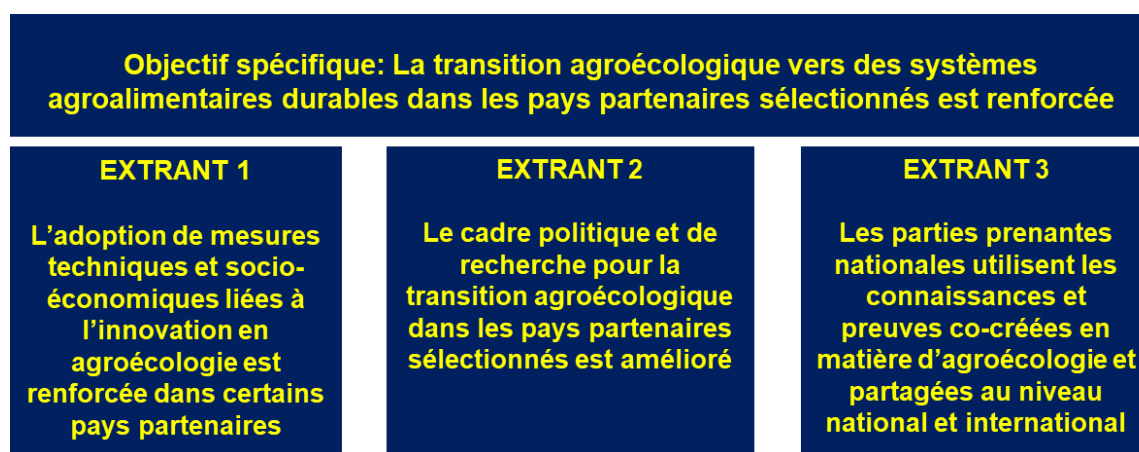 Objectif spécifique: La transition agroécologique vers des systèmes
agroalimentaires durables dans les pays partenaires sélectionnés est renforcée
EXTRANT 1
L’adoption de mesures
techniques et socio-
économiques liées à
l’innovation en
agroécologie est
renforcée dans certains
pays partenaires
EXTRANT 2
Le cadre politique et de
recherche pour la
transition agroécologique
dans les pays partenaires
sélectionnés est amélioré
EXTRANT 3
Les parties prenantes
nationales utilisent les
connaissances et
preuves co-créées en
matière d’agroécologie et
partagées au niveau
national et international